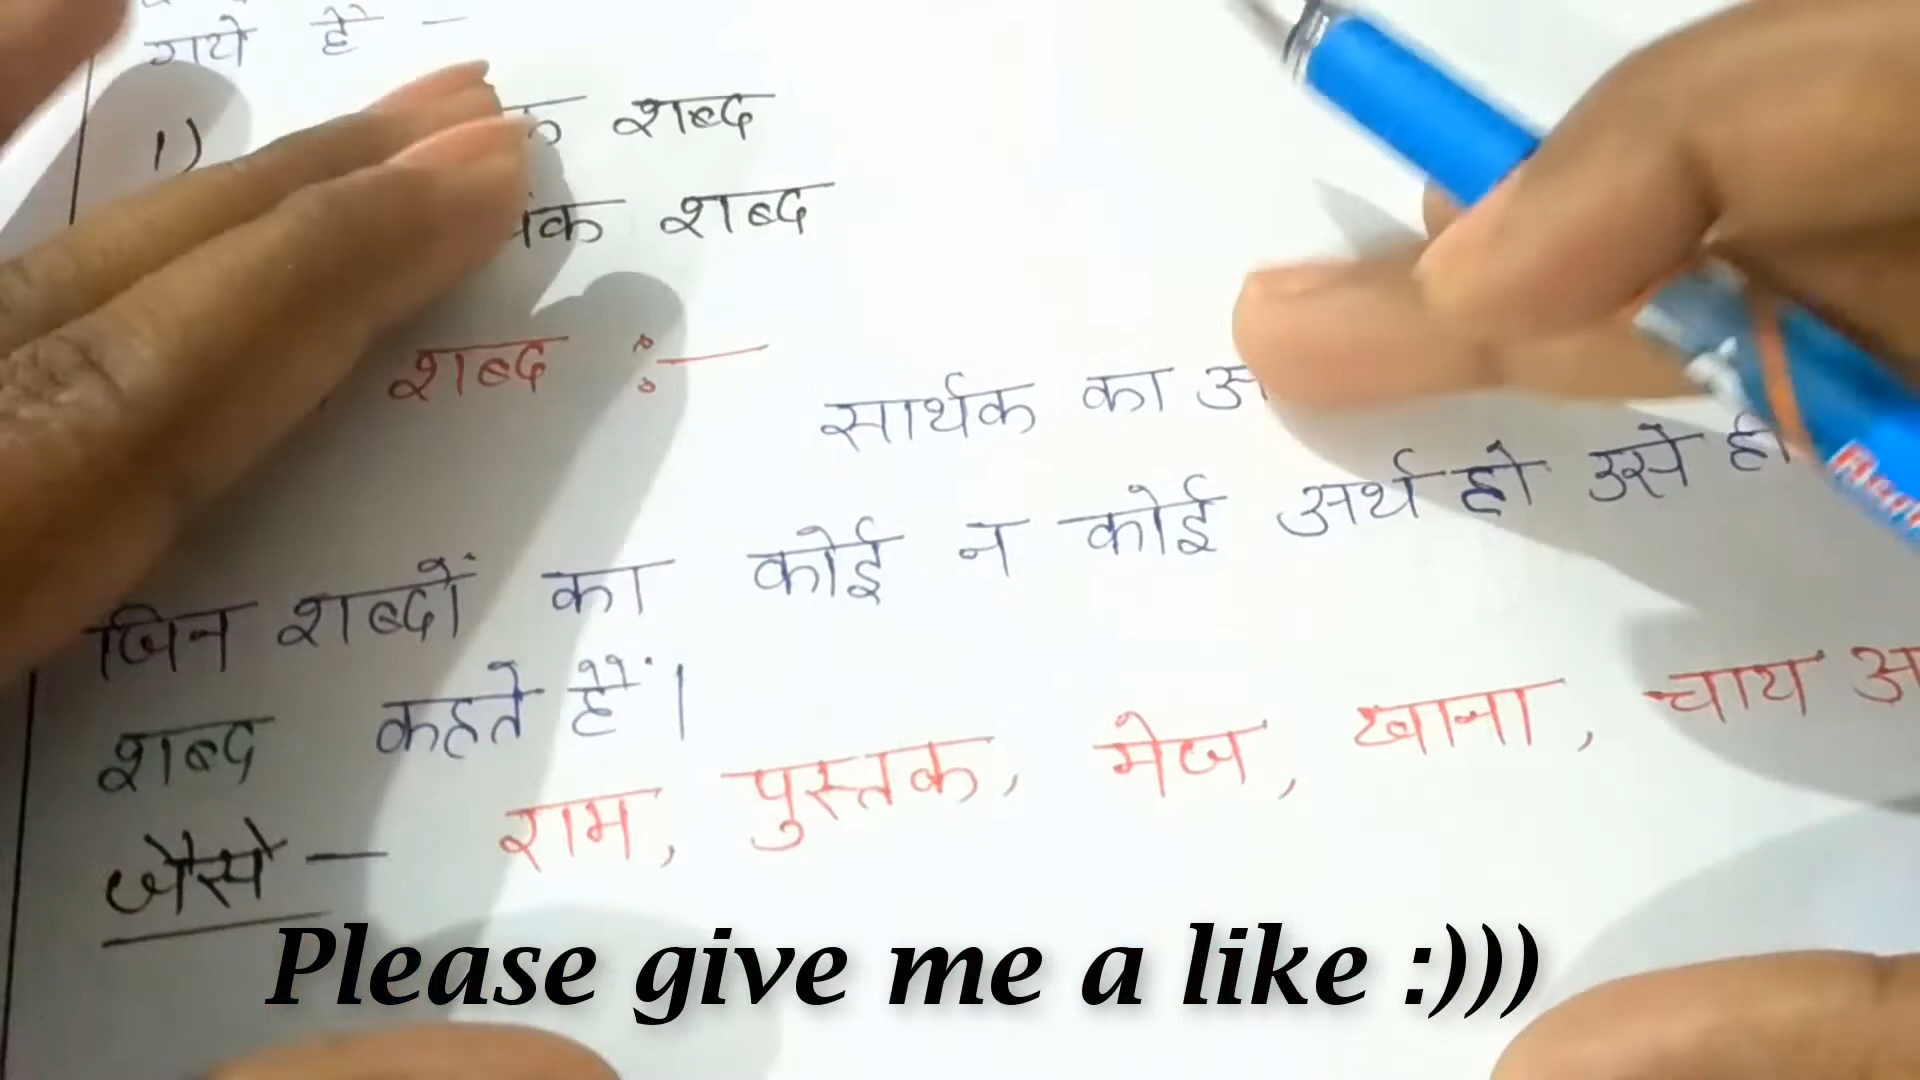 गये है –
1) शब्द
शब्द
शब्द :-
सार्थक का
जिन शब्दों का कोई न कोई अर्थ हो उसे ही
शब्द कहते हैं।
जैसे – राम, पुस्तक, मेज, खाना, चाय
Please give me a like :)))